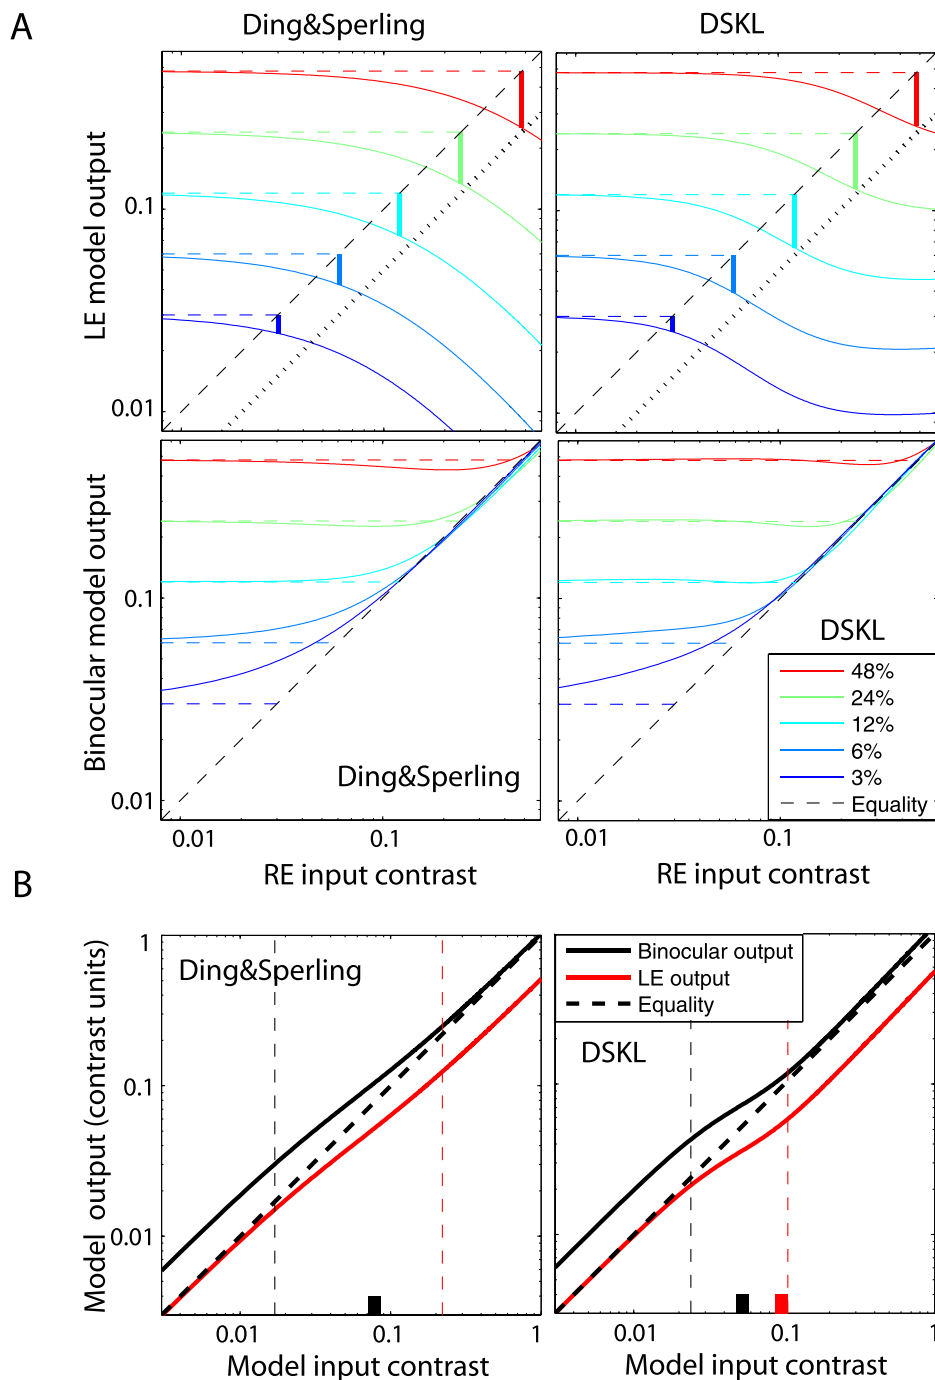 A
Ding&Sperling
DSKL
LE model output
0.1
0.01
Binocular model output
0.1
0.01
Ding&Sperling
DSKL
48%
24%
12%
6%
3%
Equality
0.01
0.1
0.01
0.1
RE input contrast
RE input contrast
B
Model output (contrast units)
1
0.1
0.01
Ding&Sperling
Binocular output
LE output
Equality
DSKL
0.01
0.1
1
0.01
0.1
1
Model input contrast
Model input contrast